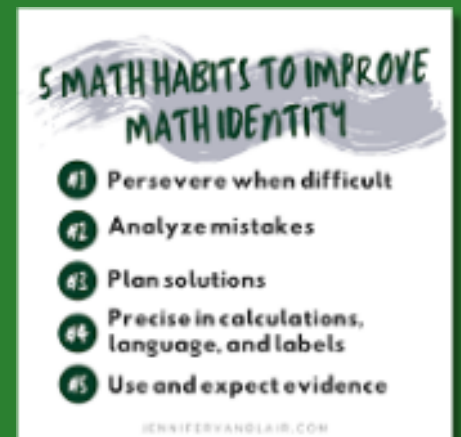 5 MATH HABITS TO IMPROVE
MATH IDENTITY
#1 Persevere when difficult
#2 Analyze mistakes
#3 Plan solutions
#4 Precise in calculations,
language, and labels
#5 Use and expect evidence
JENNIFERVANBLAIR.COM